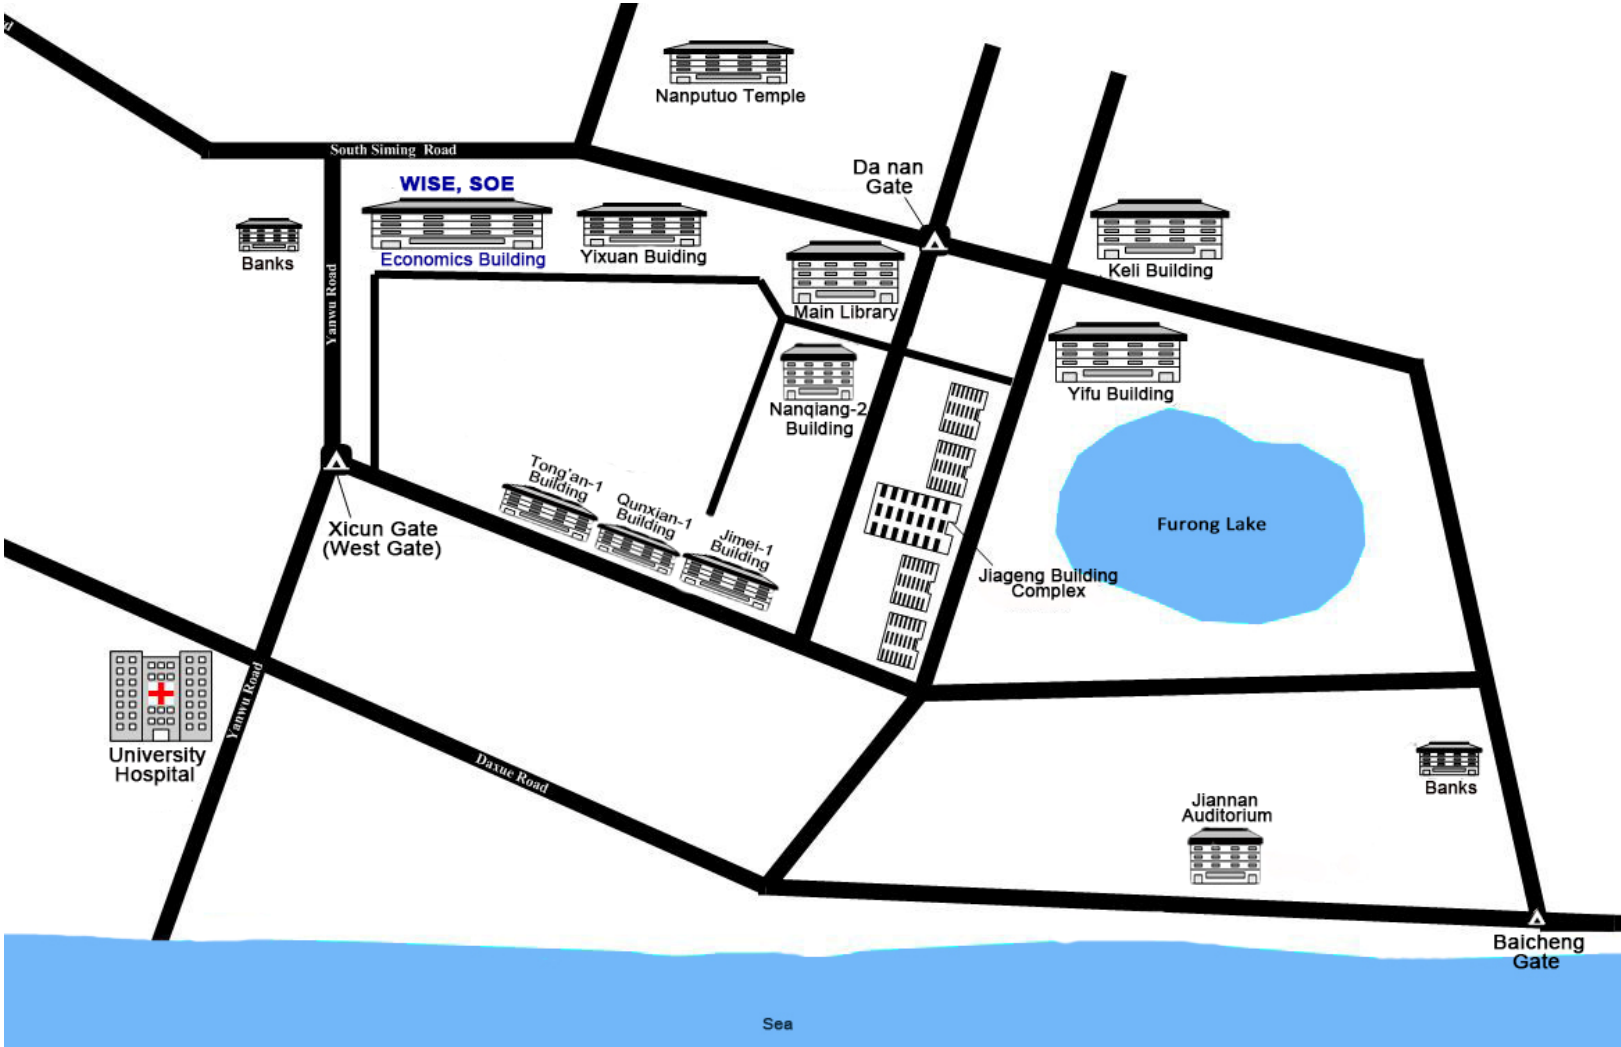 d
Nanputuo Temple
South Siming Road
Da nan
Gate
WISE, SOE
Economics Building
Yixuan Buiding
Banks
Keli Building
Main Library
Yanwu Road
Yifu Building
Nanqiang-2
Building
Tong'an-1
Building
Qunxian-1
Building
Jimei-1
Building
Xicun Gate
(West Gate)
Furong Lake
Jiageng Building
Complex
University
Hospital
Yanwu Road
Daxue Road
Banks
Jiannan
Auditorium
Baicheng
Gate
Sea